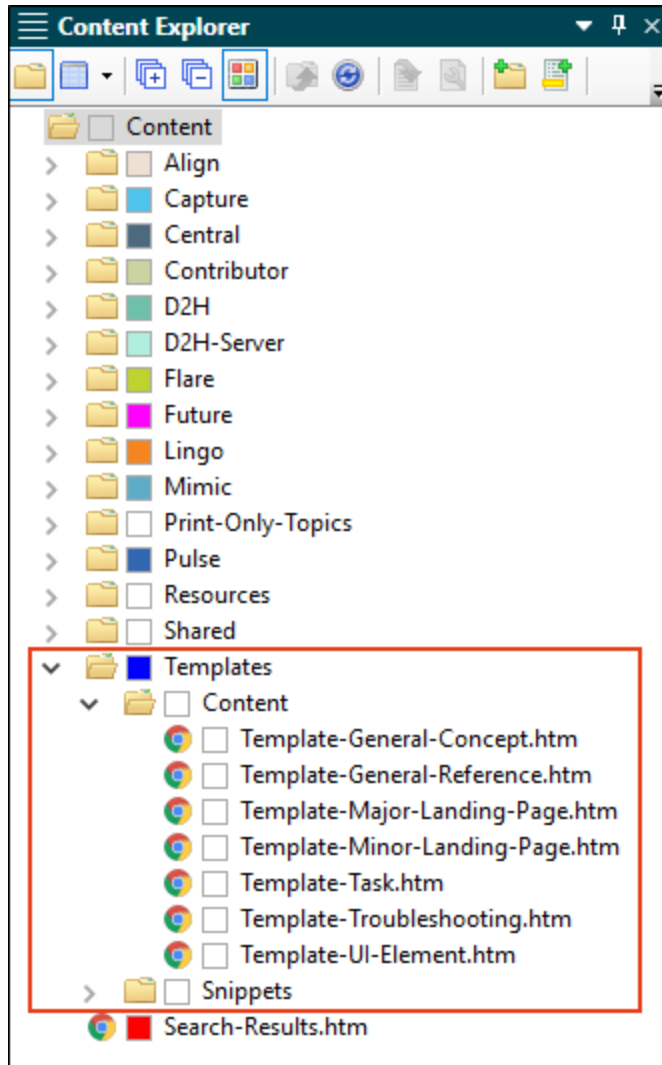 Content Explorer
Content
Align
Capture
Central
Contributor
D2H
D2H-Server
Flare
Future
Lingo
Mimic
Print-Only-Topics
Pulse
Resources
Shared
Templates
Content
Template-General-Concept.htm
Template-General-Reference.htm
Template-Major-Landing-Page.htm
Template-Minor-Landing-Page.htm
Template-Task.htm
Template-Troubleshooting.htm
Template-UI-Element.htm
Snippets
Search-Results.htm